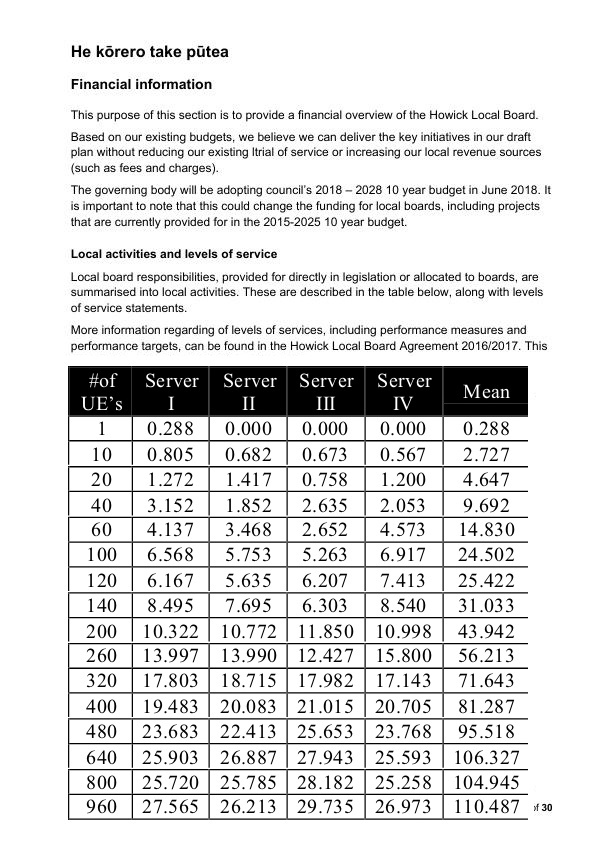 He kōrero take pūtea
Financial information
This purpose of this section is to provide a financial overview of the Howick Local Board.
Based on our existing budgets, we believe we can deliver the key initiatives in our draft
plan without reducing our existing ltrial of service or increasing our local revenue sources
(such as fees and charges).
The governing body will be adopting council's 2018 – 2028 10 year budget in June 2018. It
is important to note that this could change the funding for local boards, including projects
that are currently provided for in the 2015-2025 10 year budget.
Local activities and levels of service
Local board responsibilities, provided for directly in legislation or allocated to boards, are
summarised into local activities. These are described in the table below, along with levels
of service statements.
More information regarding of levels of services, including performance measures and
performance targets, can be found in the Howick Local Board Agreement 2016/2017. This
#of UE's Server I Server II Server III Server IV Mean
1 0.288 0.000 0.000 0.000 0.288
10 0.805 0.682 0.673 0.567 2.727
20 1.272 1.417 0.758 1.200 4.647
40 3.152 1.852 2.635 2.053 9.692
60 4.137 3.468 2.652 4.573 14.830
100 6.568 5.753 5.263 6.917 24.502
120 6.167 5.635 6.207 7.413 25.422
140 8.495 7.695 6.303 8.540 31.033
200 10.322 10.772 11.850 10.998 43.942
260 13.997 13.990 12.427 15.800 56.213
320 17.803 18.715 17.982 17.143 71.643
400 19.483 20.083 21.015 20.705 81.287
480 23.683 22.413 25.653 23.768 95.518
640 25.903 26.887 27.943 25.593 106.327
800 25.720 25.785 28.182 25.258 104.945
960 27.565 26.213 29.735 26.973 110.487
of 30